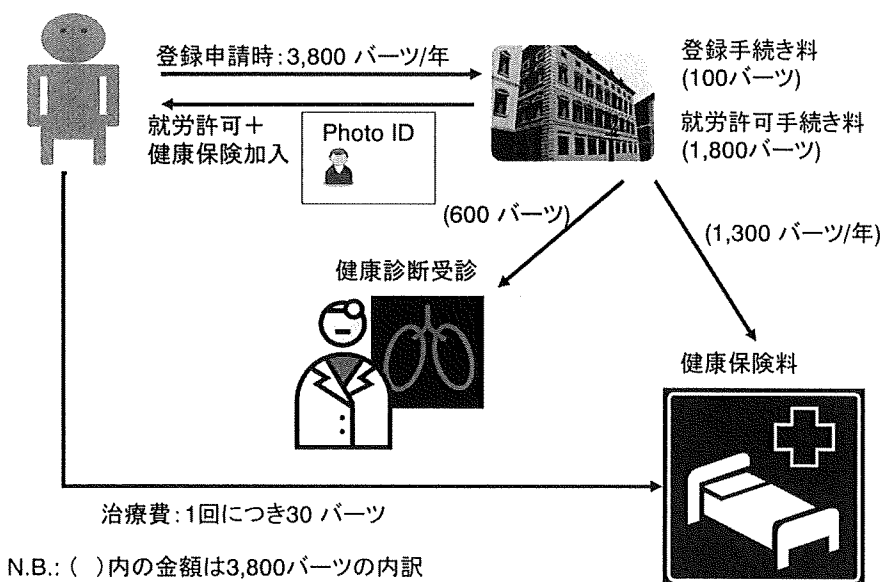 登録申請時：3,800 バーツ/年
就労許可＋
健康保険加入
Photo ID
登録手続き料
(100バーツ)
就労許可手続き料
(1,800バーツ)
(600 バーツ)
(1,300 バーツ/年)
健康診断受診
健康保険料
治療費：1回につき30 バーツ
N.B.: (　)内の金額は3,800バーツの内訳